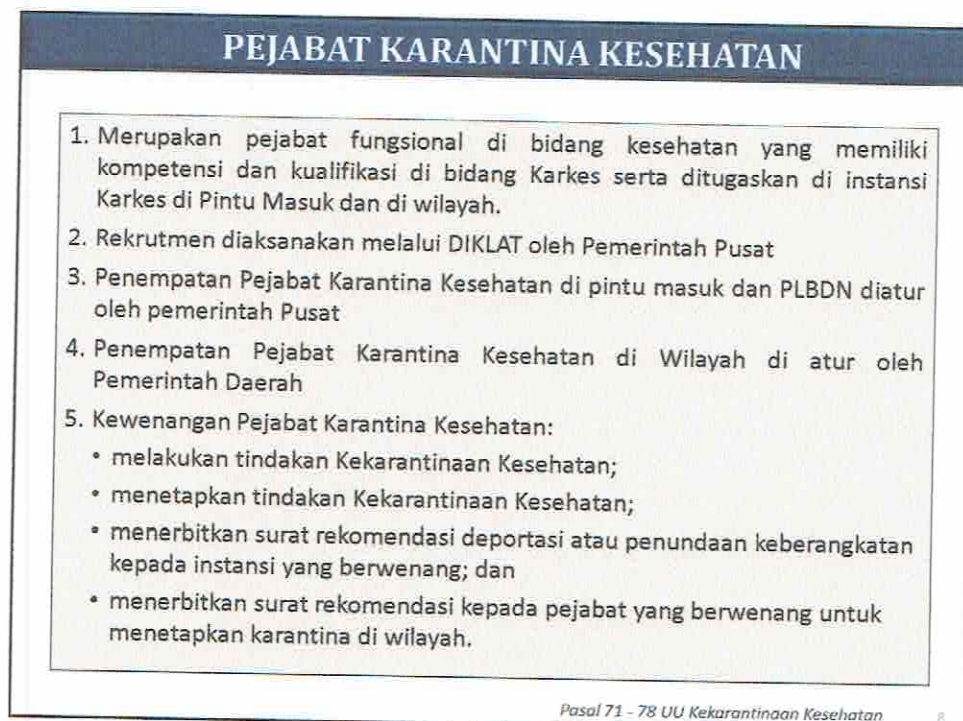 PEJABAT KARANTINA KESEHATAN
1. Merupakan pejabat fungsional di bidang kesehatan yang memiliki
kompetensi dan kualifikasi di bidang Karkes serta ditugaskan di instansi
Karkes di Pintu Masuk dan di wilayah.
2. Rekrutmen diaksanakan melalui DIKLAT oleh Pemerintah Pusat
3. Penempatan Pejabat Karantina Kesehatan di pintu masuk dan PLBDN diatur
oleh pemerintah Pusat
4. Penempatan Pejabat Karantina Kesehatan di Wilayah di atur oleh
Pemerintah Daerah
5. Kewenangan Pejabat Karantina Kesehatan:
• melakukan tindakan Kekarantinaan Kesehatan;
• menetapkan tindakan Kekarantinaan Kesehatan;
• menerbitkan surat rekomendasi deportasi atau penundaan keberangkatan
kepada instansi yang berwenang; dan
• menerbitkan surat rekomendasi kepada pejabat yang berwenang untuk
menetapkan karantina di wilayah.
Pasal 71 - 78 UU Kekarantinaan Kesehatan 8